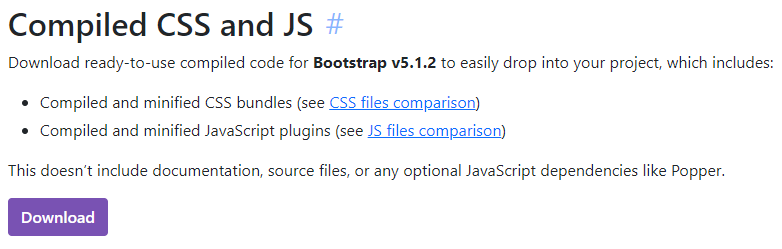 Compiled CSS and JS #
Download ready-to-use compiled code for Bootstrap v5.1.2 to easily drop into your project, which includes:
• Compiled and minified CSS bundles (see CSS files comparison)
• Compiled and minified JavaScript plugins (see JS files comparison)
This doesn’t include documentation, source files, or any optional JavaScript dependencies like Popper.
Download